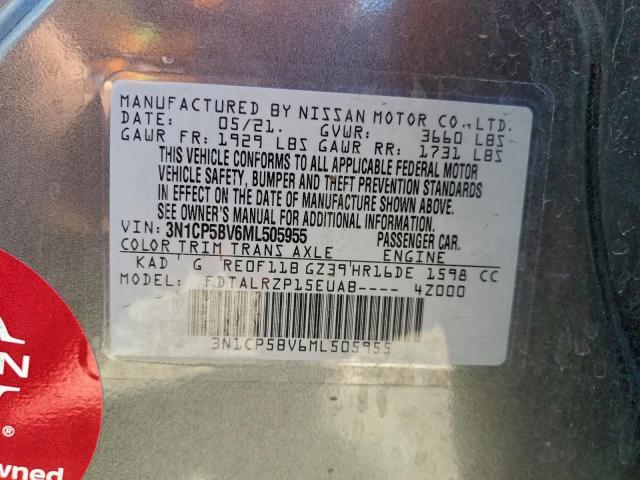 MANUFACTURED BY NISSAN MOTOR CO., LTD.
DATE: 05/21. GVWR: 3660 LBS
GAWR FR: 1929 LBS GAWR RR: 1731 LBS
THIS VEHICLE CONFORMS TO ALL APPLICABLE FEDERAL MOTOR
VEHICLE SAFETY, BUMPER AND THEFT PREVENTION STANDARDS
IN EFFECT ON THE DATE OF MANUFACTURE SHOWN ABOVE.
SEE OWNER'S MANUAL FOR ADDITIONAL INFORMATION.
VIN: 3N1CP5BV6ML505955 PASSENGER CAR.
COLOR TRIM TRANS AXLE ENGINE
KAD ' G RE0F11B GZ39'HR16DE 1598 CC
MODEL: FDTALRZP15EUAB---- 4Z000
3N1CP5BV6ML505955
N
®
wned